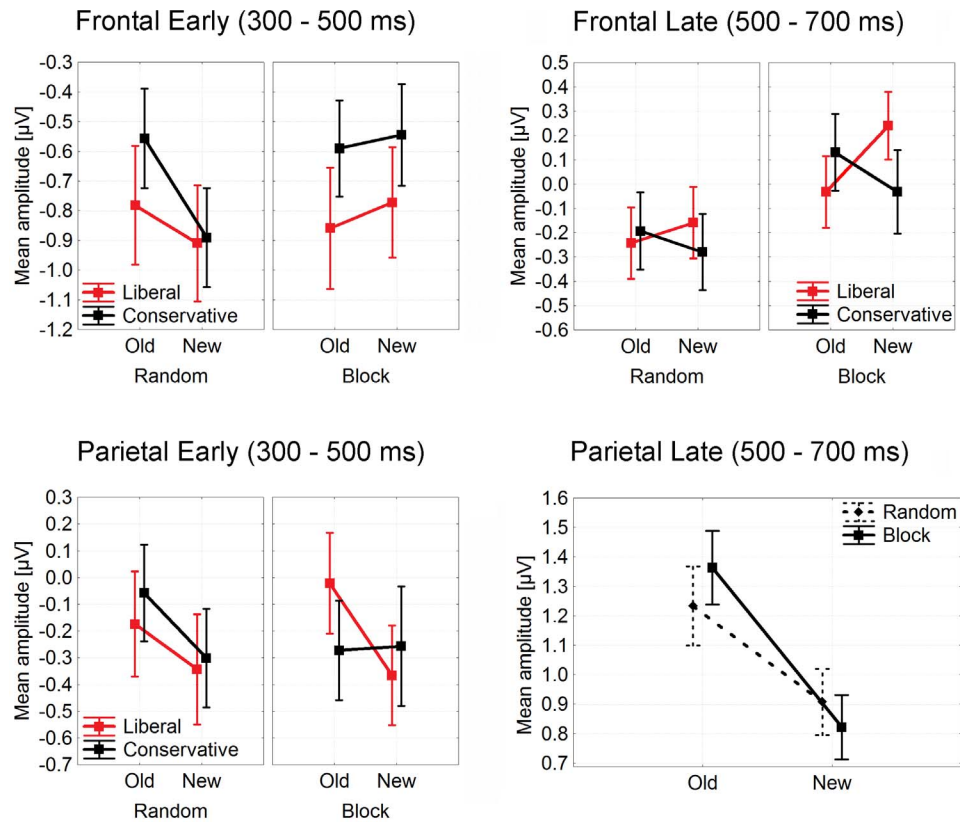 Frontal Early (300 - 500 ms)
Mean amplitude [µV]
-0.3
-0.4
-0.5
-0.6
-0.7
-0.8
-0.9
-1.0
-1.1
-1.2
Liberal
Conservative
Old New
Random
Old New
Block
Frontal Late (500 - 700 ms)
Mean amplitude [µV]
0.5
0.4
0.3
0.2
0.1
0.0
-0.1
-0.2
-0.3
-0.4
-0.5
-0.6
Liberal
Conservative
Old New
Random
Old New
Block
Parietal Early (300 - 500 ms)
Mean amplitude [µV]
0.3
0.2
0.1
0.0
-0.1
-0.2
-0.3
-0.4
-0.5
-0.6
-0.7
Liberal
Conservative
Old New
Random
Old New
Block
Parietal Late (500 - 700 ms)
Mean amplitude [µV]
1.6
1.5
1.4
1.3
1.2
1.1
1.0
0.9
0.8
0.7
Random
Block
Old New